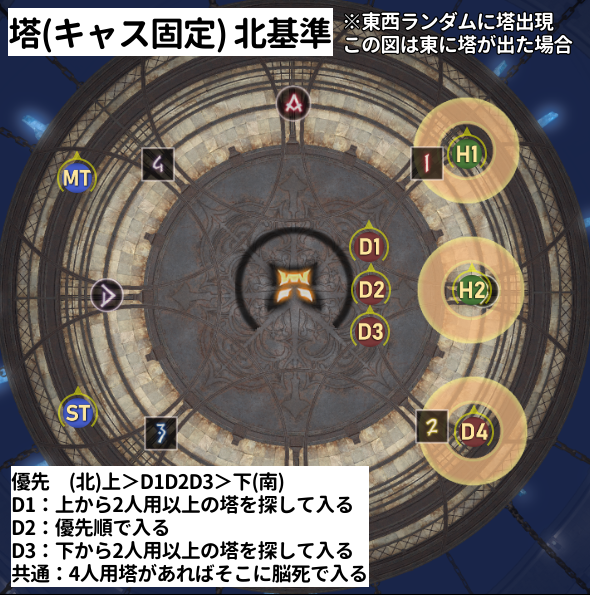 塔(キャス固定) 北基準
※東西ランダムに塔出現
この図は東に塔が出た場合
A
MT
4
1
H1
D1
D
D2
H2
D3
ST
3
2
D4
優先 (北)上＞D1D2D3＞下(南)
D1：上から2人用以上の塔を探して入る
D2：優先順で入る
D3：下から2人用以上の塔を探して入る
共通：4人用塔があればそこに脳死で入る